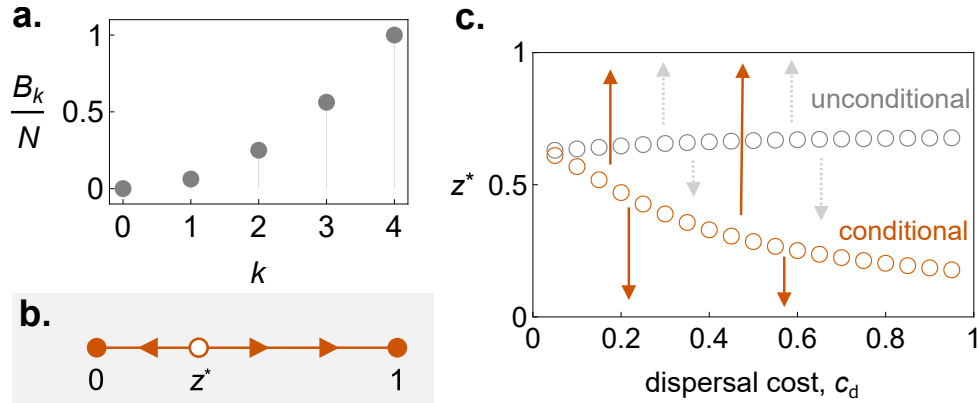 a.
B_k
N
1
0.5
0
0 1 2 3 4
k
b.
0 z* 1
c.
1
0.5
0
z*
unconditional
conditional
0 0.2 0.4 0.6 0.8 1
dispersal cost, c_d